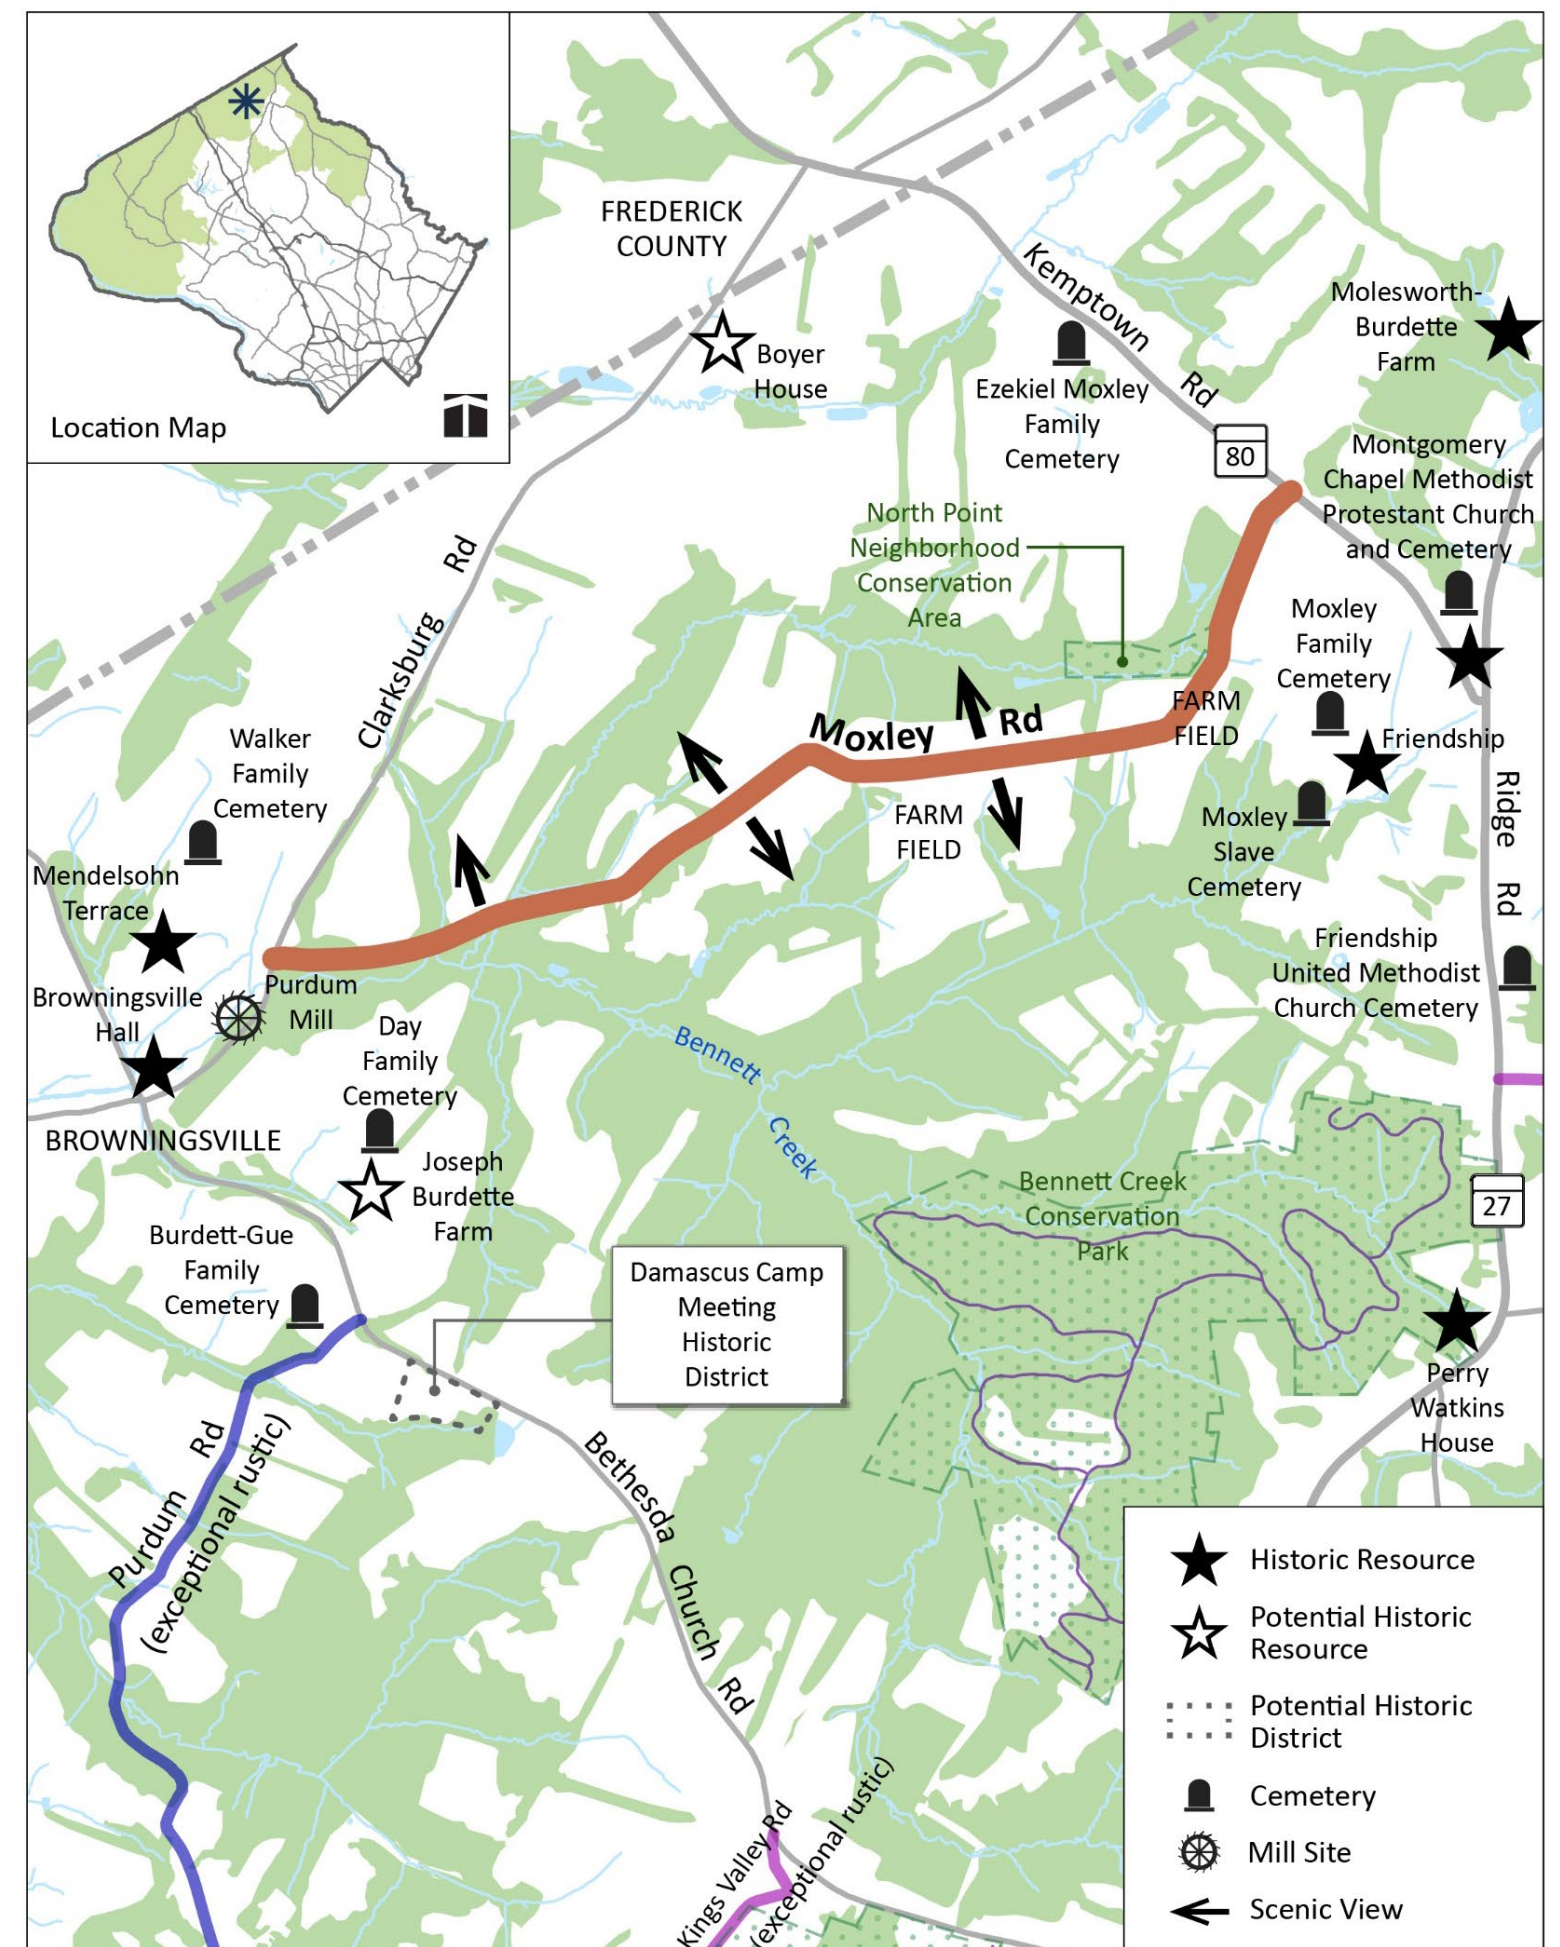 Location Map
FREDERICK
COUNTY
Kemptown
Rd
80
Molesworth-
Burdette
Farm
Boyer
House
Ezekiel Moxley
Family
Cemetery
Montgomery
Chapel Methodist
Protestant Church
and Cemetery
North Point
Neighborhood
Conservation
Area
Clarksburg
Rd
Moxley
Family
Cemetery
Moxley
Rd
FARM
FIELD
Friendship
Walker
Family
Cemetery
FARM
FIELD
Moxley
Slave
Cemetery
Ridge
Rd
Mendelsohn
Terrace
Friendship
United Methodist
Church Cemetery
Browningsville
Hall
Purdum
Mill
Day
Family
Cemetery
Bennett
Creek
BROWNINGSVILLE
Joseph
Burdette
Farm
Bennett Creek
Conservation
Park
27
Burdett-Gue
Family
Cemetery
Damascus Camp
Meeting
Historic
District
Perry
Watkins
House
Purdum
Rd
(exceptional rustic)
Bethesda
Church
Rd
Kings Valley Rd
(exceptional rustic)
Historic Resource
Potential Historic
Resource
Potential Historic
District
Cemetery
Mill Site
Scenic View